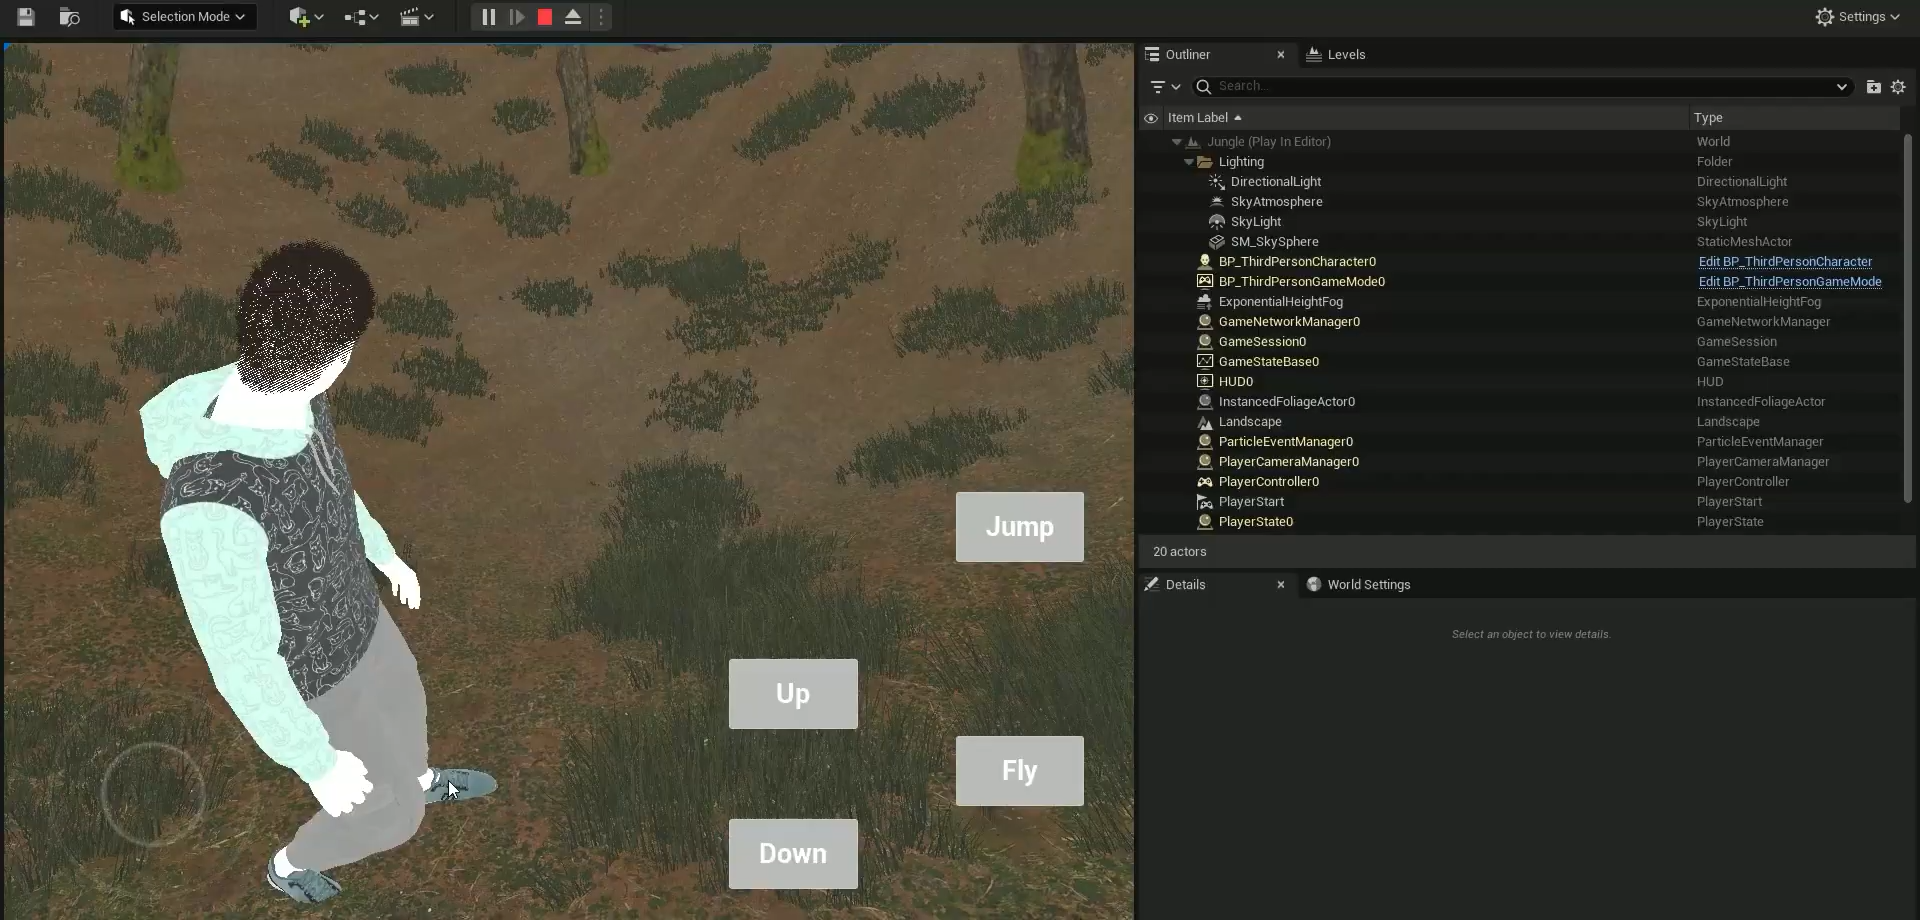 Selection Mode
Settings
Outliner
Levels
Search...
Item Label
Type
Jungle (Play In Editor)
World
Lighting
Folder
DirectionalLight
DirectionalLight
SkyAtmosphere
SkyAtmosphere
SkyLight
SkyLight
SM_SkySphere
StaticMeshActor
BP_ThirdPersonCharacter0
Edit BP_ThirdPersonCharacter
BP_ThirdPersonGameMode0
Edit BP_ThirdPersonGameMode
ExponentialHeightFog
ExponentialHeightFog
GameNetworkManager0
GameNetworkManager
GameSession0
GameSession
GameStateBase0
GameStateBase
HUD0
HUD
InstancedFoliageActor0
InstancedFoliageActor
Landscape
Landscape
ParticleEventManager0
ParticleEventManager
PlayerCameraManager0
PlayerCameraManager
PlayerController0
PlayerController
PlayerStart
PlayerStart
PlayerState0
PlayerState
20 actors
Details
World Settings
Select an object to view details.
Jump
Up
Fly
Down